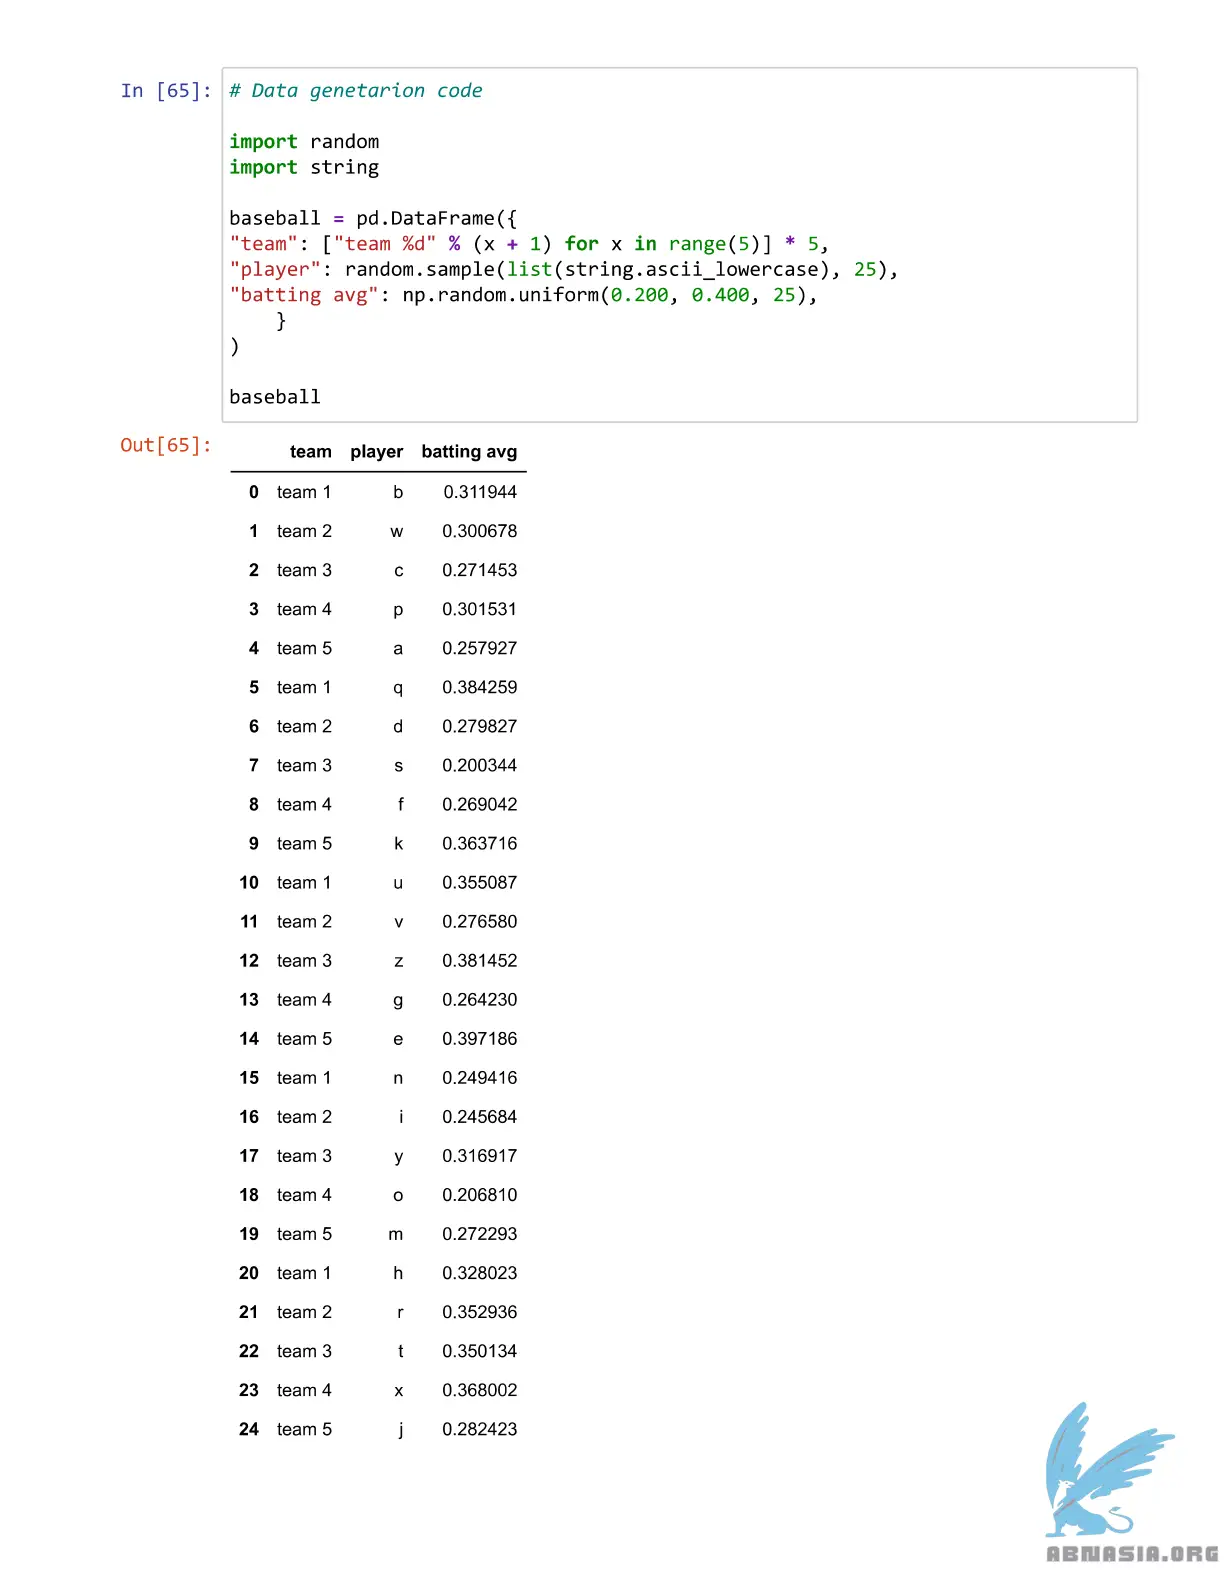 In [65]: # Data genetarion code
import random
import string
baseball = pd.DataFrame({
"team": ["team %d" % (x + 1) for x in range(5)] * 5,
"player": random.sample(list(string.ascii_lowercase), 25),
"batting avg": np.random.uniform(0.200, 0.400, 25),
}
)
baseball
Out[65]:
team player batting avg
0 team 1 b 0.311944
1 team 2 w 0.300678
2 team 3 c 0.271453
3 team 4 p 0.301531
4 team 5 a 0.257927
5 team 1 q 0.384259
6 team 2 d 0.279827
7 team 3 s 0.200344
8 team 4 f 0.269042
9 team 5 k 0.363716
10 team 1 u 0.355087
11 team 2 v 0.276580
12 team 3 z 0.381452
13 team 4 g 0.264230
14 team 5 e 0.397186
15 team 1 n 0.249416
16 team 2 i 0.245684
17 team 3 y 0.316917
18 team 4 o 0.206810
19 team 5 m 0.272293
20 team 1 h 0.328023
21 team 2 r 0.352936
22 team 3 t 0.350134
23 team 4 x 0.368002
24 team 5 j 0.282423
ABNASIA.ORG